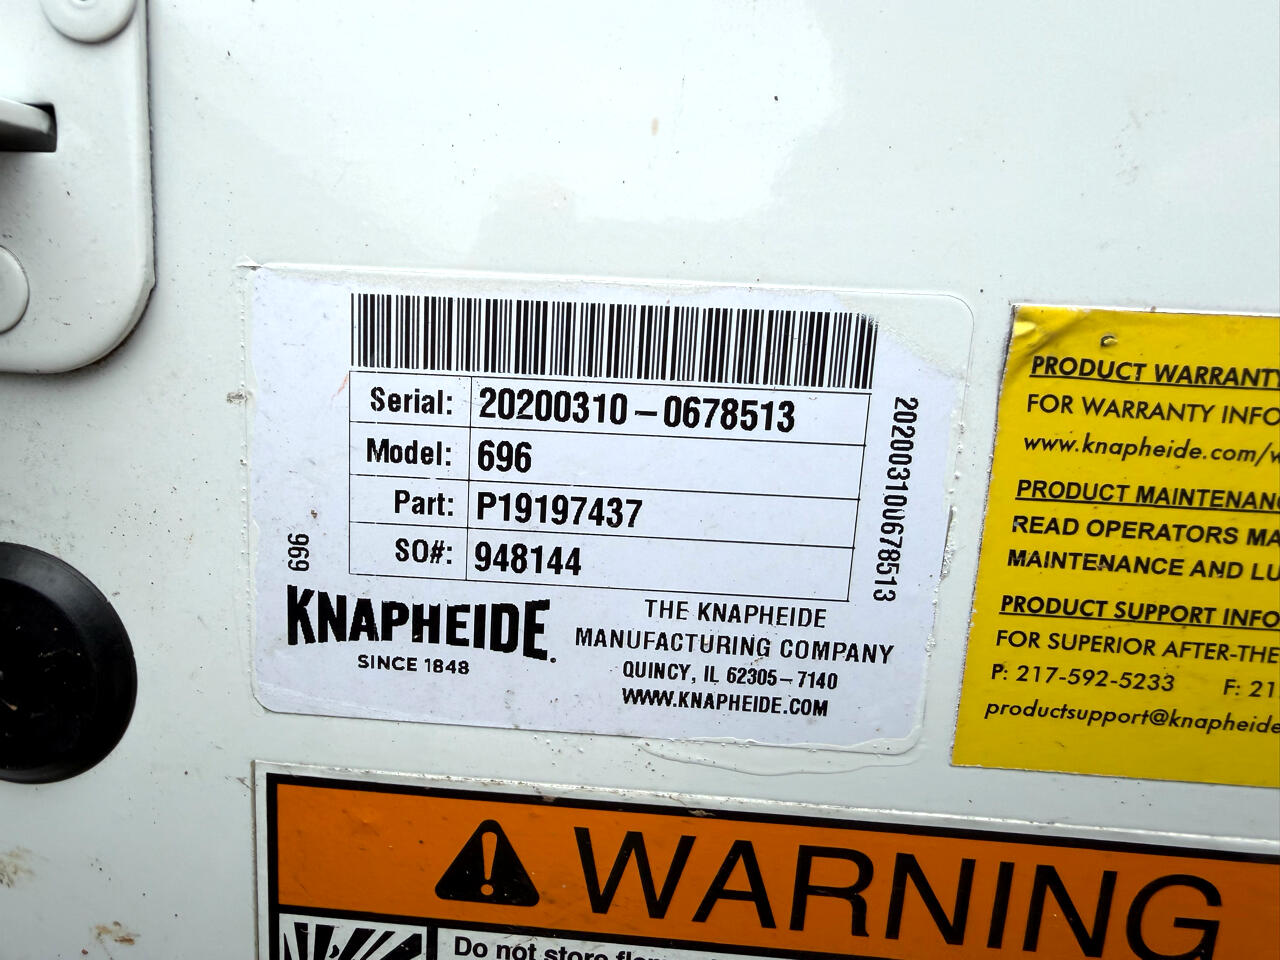 Serial: 20200310-0678513
Model: 696
Part: P19197437
SO#: 948144
202003100678513
696
KNAPHEIDE.
SINCE 1848
THE KNAPHEIDE
MANUFACTURING COMPANY
QUINCY, IL 62305-7140
WWW.KNAPHEIDE.COM
PRODUCT WARRANTY
FOR WARRANTY INFO
www.knapheide.com/w
PRODUCT MAINTENAN
READ OPERATORS MA
MAINTENANCE AND LU
PRODUCT SUPPORT INFO
FOR SUPERIOR AFTER-THE
P: 217-592-5233 F: 21
productsupport@knapheide
WARNING
Do not store